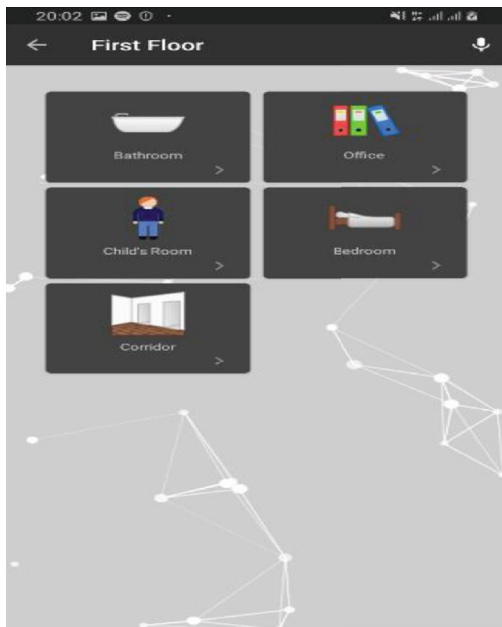 20:02
First Floor
Bathroom
Office
Child's Room
Bedroom
Corridor